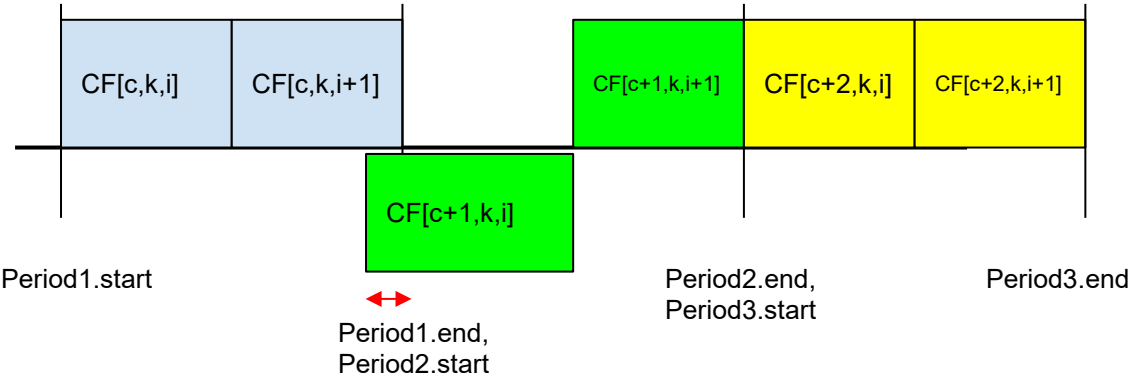 CF[c,k,i]
CF[c,k,i+1]
CF[c+1,k,i+1]
CF[c+2,k,i]
CF[c+2,k,i+1]
CF[c+1,k,i]
Period1.start
Period2.end,
Period3.start
Period3.end
Period1.end,
Period2.start